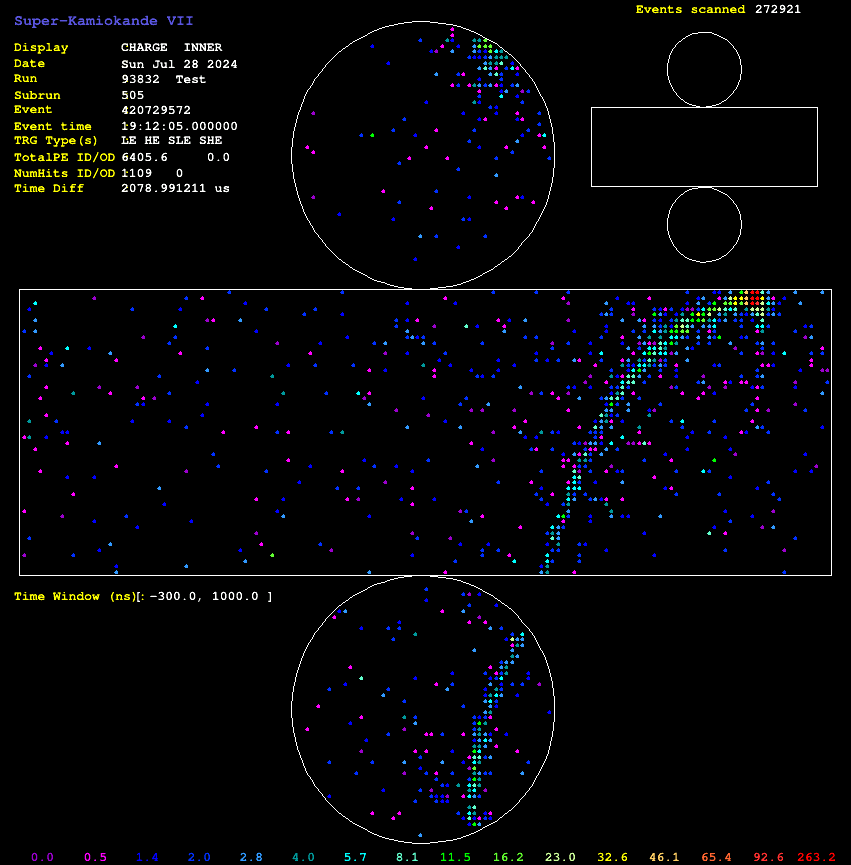 Super-Kamiokande VII
Events scanned 272921
Display CHARGE INNER
Date Sun Jul 28 2024
Run 93832 Test
Subrun 505
Event 420729572
Event time 19:12:05.000000
TRG Type(s) LE HE SLE SHE
TotalPE ID/OD 6405.6 0.0
NumHits ID/OD 1109 0
Time Diff 2078.991211 us
Time Window (ns)[: −300.0, 1000.0 ]
0.0 0.5 1.4 2.0 2.8 4.0 5.7 8.1 11.5 16.2 23.0 32.6 46.1 65.4 92.6 263.2